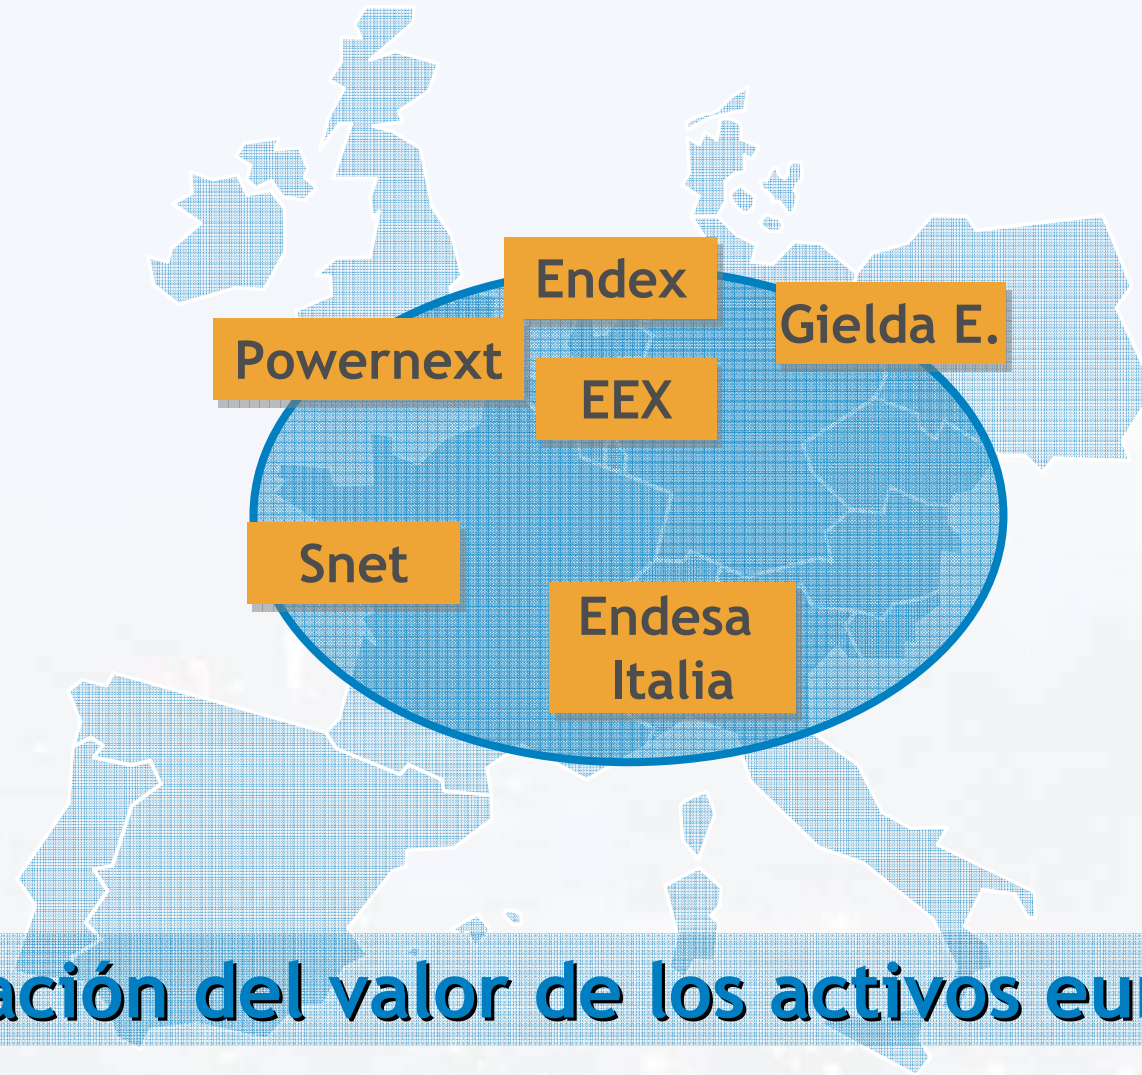 Endex
Gielda E.
Powernext
EEX
Snet
Endesa
Italia
ación del valor de los activos eur